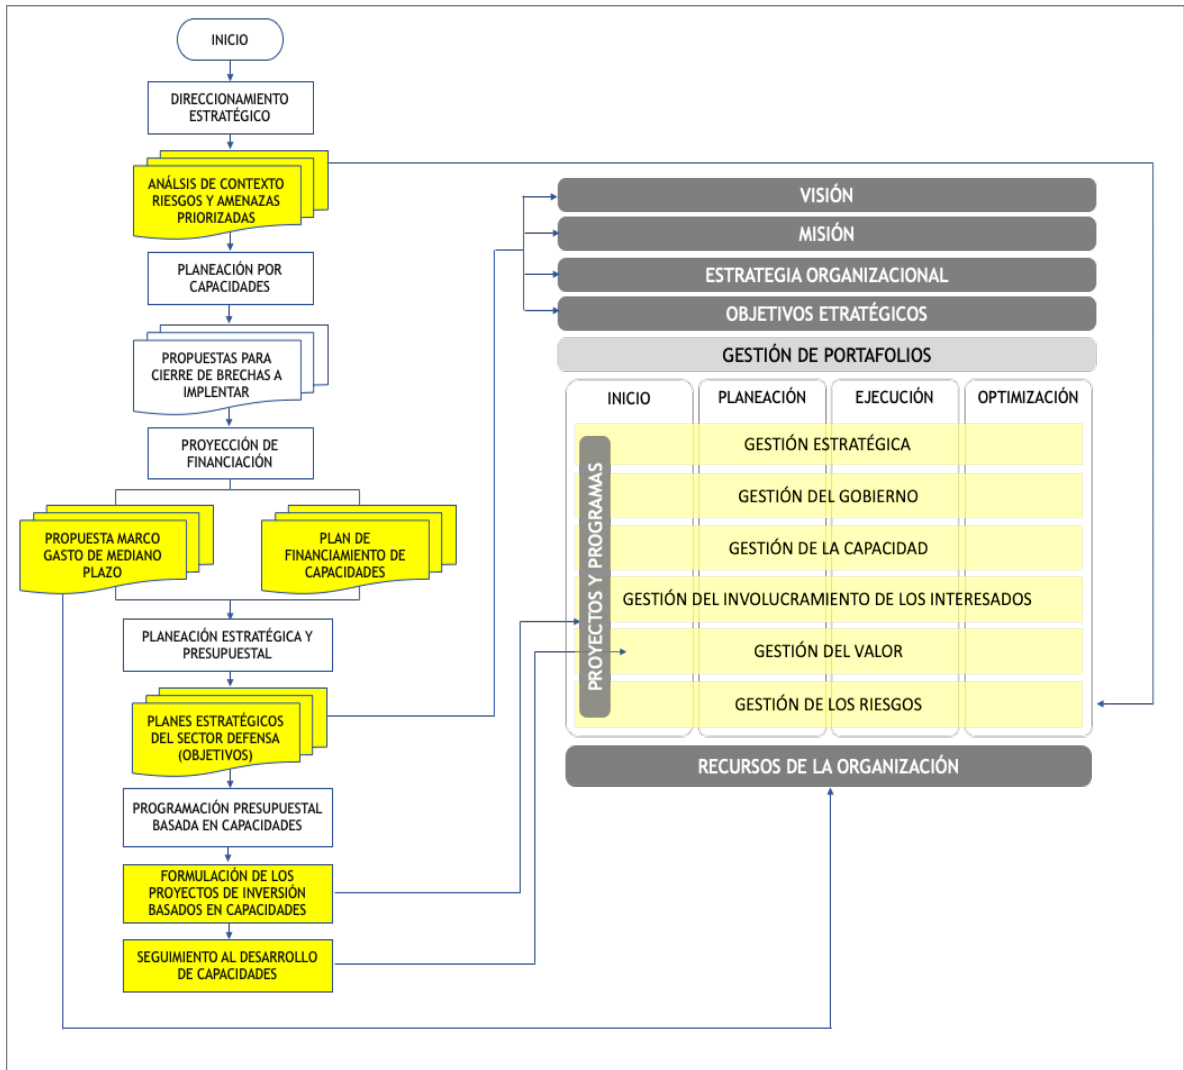 INICIO
DIRECCIONAMIENTO
ESTRATÉGICO
ANÁLSIS DE CONTEXTO
RIESGOS Y AMENAZAS
PRIORIZADAS
PLANEACIÓN POR
CAPACIDADES
PROPUESTAS PARA
CIERRE DE BRECHAS A
IMPLENTAR
PROYECCIÓN DE
FINANCIACIÓN
PROPUESTA MARCO
GASTO DE MEDIANO
PLAZO
PLAN DE
FINANCIAMIENTO DE
CAPACIDADES
PLANEACIÓN ESTRATÉGICA Y
PRESUPUESTAL
PLANES ESTRATÉGICOS
DEL SECTOR DEFENSA
(OBJETIVOS)
PROGRAMACIÓN PRESUPUESTAL
BASADA EN CAPACIDADES
FORMULACIÓN DE LOS
PROYECTOS DE INVERSIÓN
BASADOS EN CAPACIDADES
SEGUIMIENTO AL DESARROLLO
DE CAPACIDADES
VISIÓN
MISIÓN
ESTRATEGIA ORGANIZACIONAL
OBJETIVOS ETRATÉGICOS
GESTIÓN DE PORTAFOLIOS
INICIO
PLANEACIÓN
EJECUCIÓN
OPTIMIZACIÓN
PROYECTOS Y PROGRAMAS
GESTIÓN ESTRATÉGICA
GESTIÓN DEL GOBIERNO
GESTIÓN DE LA CAPACIDAD
GESTIÓN DEL INVOLUCRAMIENTO DE LOS INTERESADOS
GESTIÓN DEL VALOR
GESTIÓN DE LOS RIESGOS
RECURSOS DE LA ORGANIZACIÓN